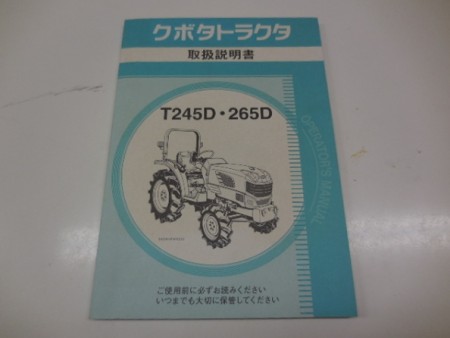 クボタトラクタ
取扱説明書
T245D・265D
OPERATOR'S MANUAL
ご使用前に必ずお読みください
いつまでも大切に保管してください